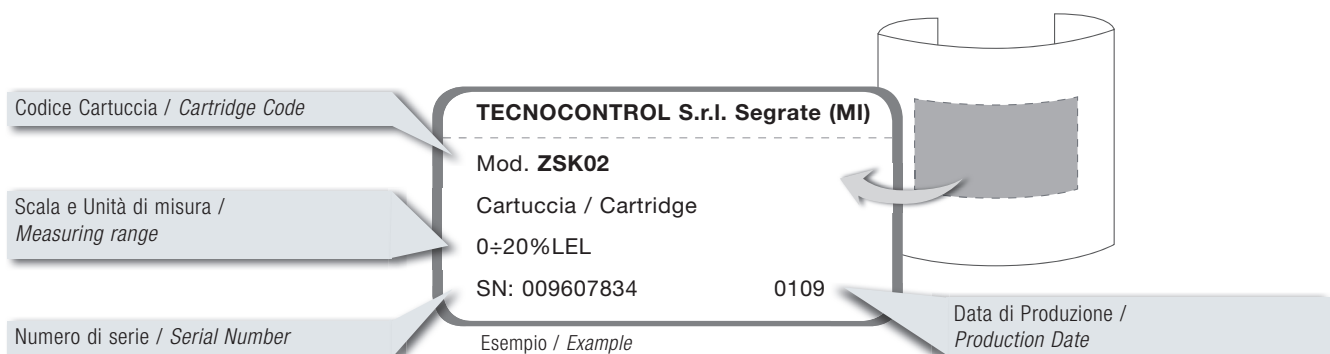 Codice Cartuccia / Cartridge Code
TECNOCONTROL S.r.l. Segrate (MI)
Mod. ZSK02
Cartuccia / Cartridge
Scala e Unità di misura /
Measuring range
0÷20%LEL
SN: 009607834 0109
Data di Produzione /
Production Date
Numero di serie / Serial Number
Esempio / Example